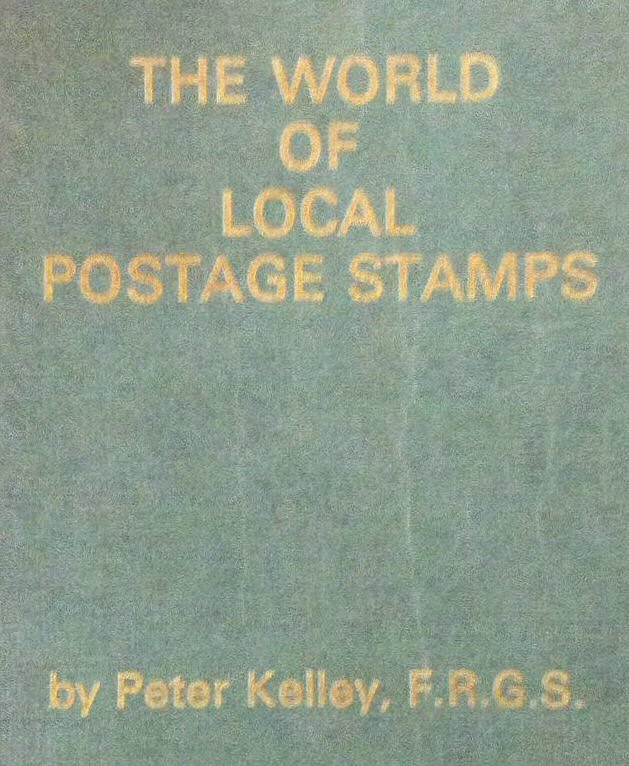 THE WORLD
OF
LOCAL
POSTAGE STAMPS
by Peter Kelley, F.R.G.S.